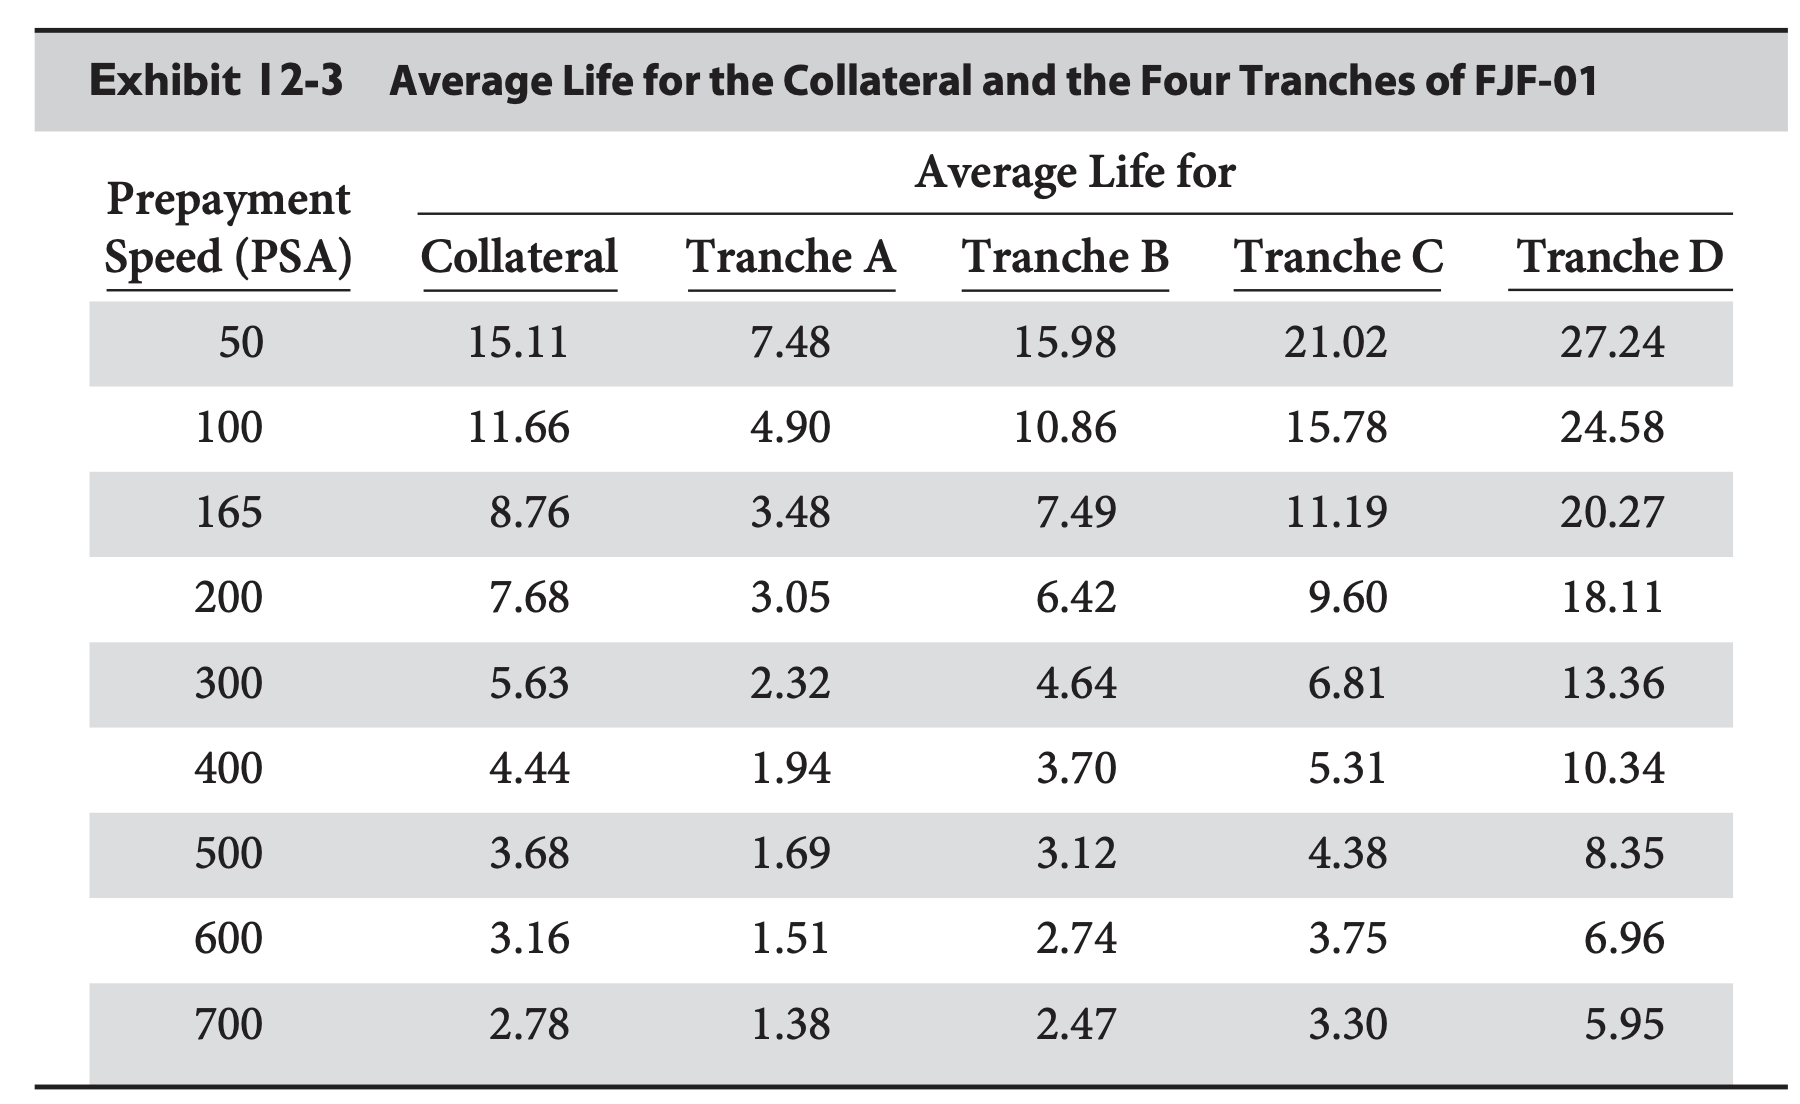 Exhibit 12-3 Average Life for the Collateral and the Four Tranches of FJF-01
Average Life for
Prepayment
Speed (PSA) Collateral Tranche A Tranche B Tranche C Tranche D
50 15.11 7.48 15.98 21.02 27.24
100 11.66 4.90 10.86 15.78 24.58
165 8.76 3.48 7.49 11.19 20.27
200 7.68 3.05 6.42 9.60 18.11
300 5.63 2.32 4.64 6.81 13.36
400 4.44 1.94 3.70 5.31 10.34
500 3.68 1.69 3.12 4.38 8.35
600 3.16 1.51 2.74 3.75 6.96
700 2.78 1.38 2.47 3.30 5.95